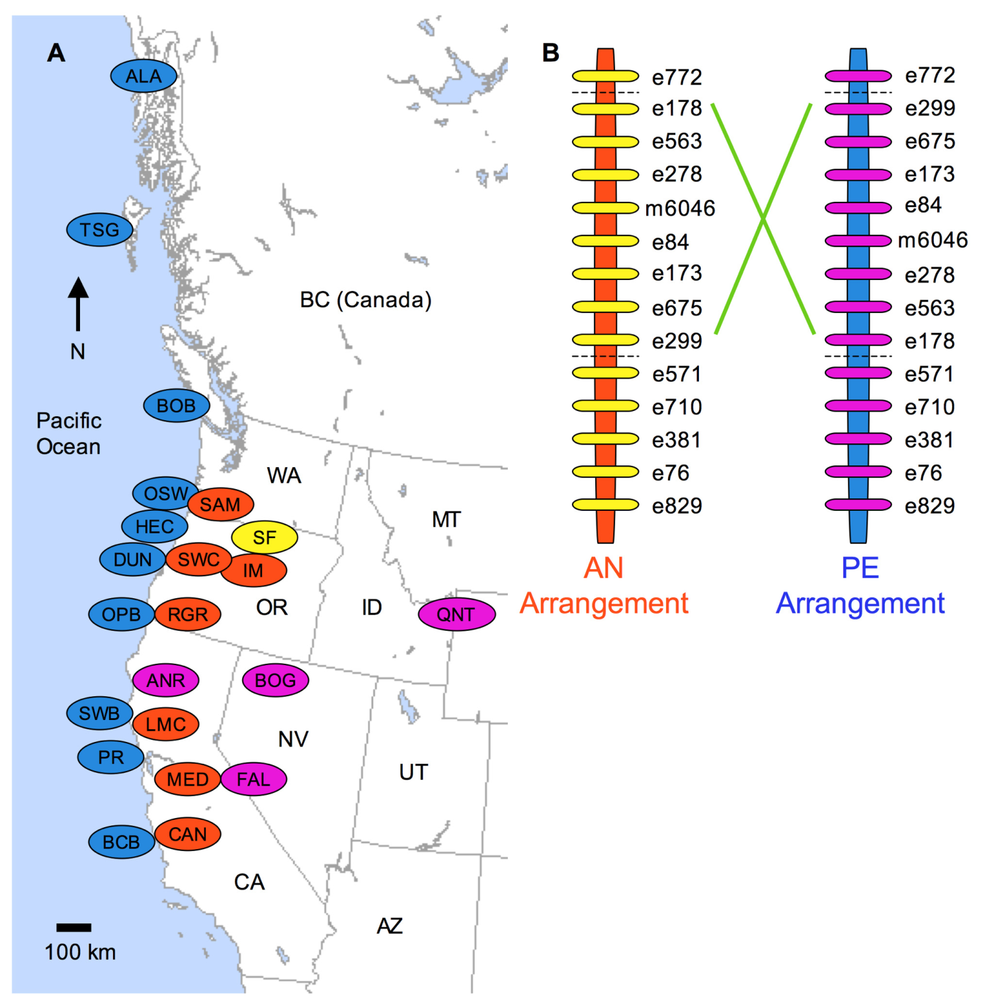 A
ALA
TSG
N
BC (Canada)
BOB
Pacific
Ocean
WA
OSW
SAM
MT
HEC
SF
DUN
SWC
IM
OPB
RGR
OR
ID
QNT
ANR
BOG
SWB
LMC
NV
PR
MED
FAL
UT
BCB
CAN
CA
AZ
100 km
B
e772
e178
e563
e278
m6046
e84
e173
e675
e299
e571
e710
e381
e76
e829
AN
Arrangement
e772
e299
e675
e173
e84
m6046
e278
e563
e178
e571
e710
e381
e76
e829
PE
Arrangement